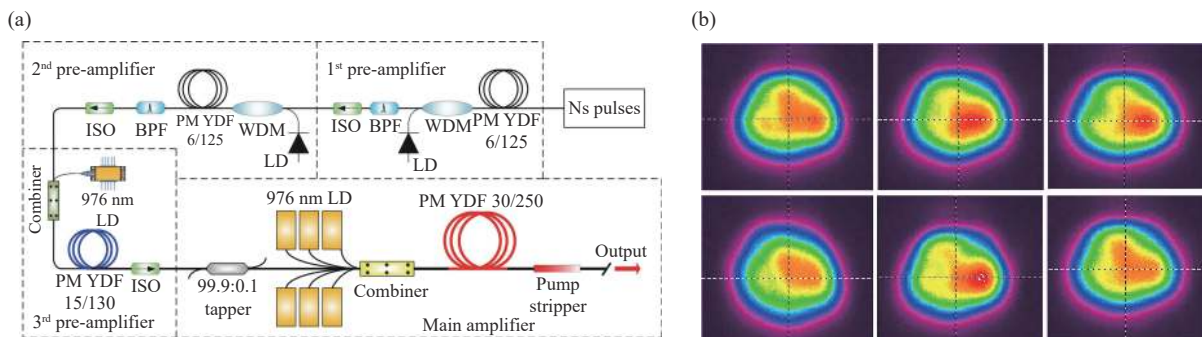 (a)
(b)
2nd pre-amplifier
1st pre-amplifier
ISO
BPF
PM YDF
6/125
WDM
LD
ISO
BPF
WDM
PM YDF
6/125
LD
Ns pulses
Combiner
976 nm
LD
PM YDF
15/130
ISO
3rd pre-amplifier
99.9:0.1
tapper
976 nm LD
Combiner
PM YDF 30/250
Pump
stripper
Output
Main amplifier